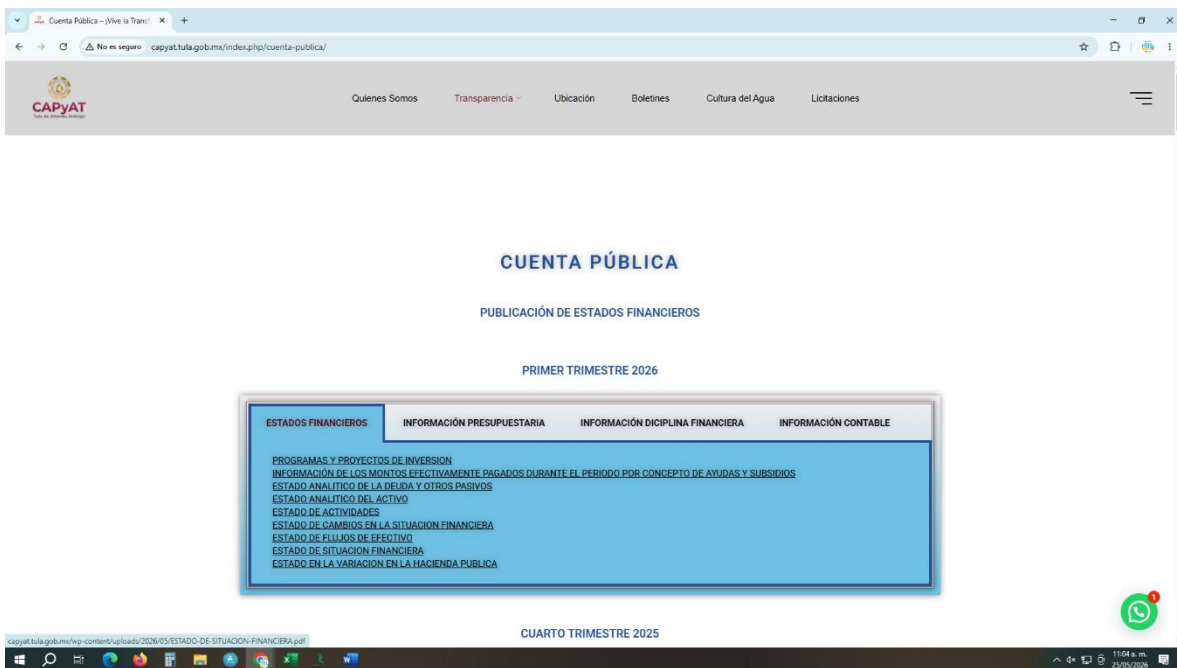 Cuenta Pública – ¡Vive la Transf
No es seguro capyat.tula.gob.mx/index.php/cuenta-publica/
CAPyAT
Tula de Allende, Hidalgo
Quienes Somos Transparencia Ubicación Boletines Cultura del Agua Licitaciones
CUENTA PÚBLICA
PUBLICACIÓN DE ESTADOS FINANCIEROS
PRIMER TRIMESTRE 2026
ESTADOS FINANCIEROS INFORMACIÓN PRESUPUESTARIA INFORMACIÓN DICIPLINA FINANCIERA INFORMACIÓN CONTABLE
PROGRAMAS Y PROYECTOS DE INVERSION
INFORMACIÓN DE LOS MONTOS EFECTIVAMENTE PAGADOS DURANTE EL PERIODO POR CONCEPTO DE AYUDAS Y SUBSIDIOS
ESTADO ANALITICO DE LA DEUDA Y OTROS PASIVOS
ESTADO ANALITICO DEL ACTIVO
ESTADO DE ACTIVIDADES
ESTADO DE CAMBIOS EN LA SITUACION FINANCIERA
ESTADO DE FLUJOS DE EFECTIVO
ESTADO DE SITUACION FINANCIERA
ESTADO EN LA VARIACION EN LA HACIENDA PUBLICA
1
CUARTO TRIMESTRE 2025
capyat.tula.gob.mx/wp-content/uploads/2026/05/ESTADO-DE-SITUACION-FINANCIERA.pdf
11:04 a. m.
25/05/2026